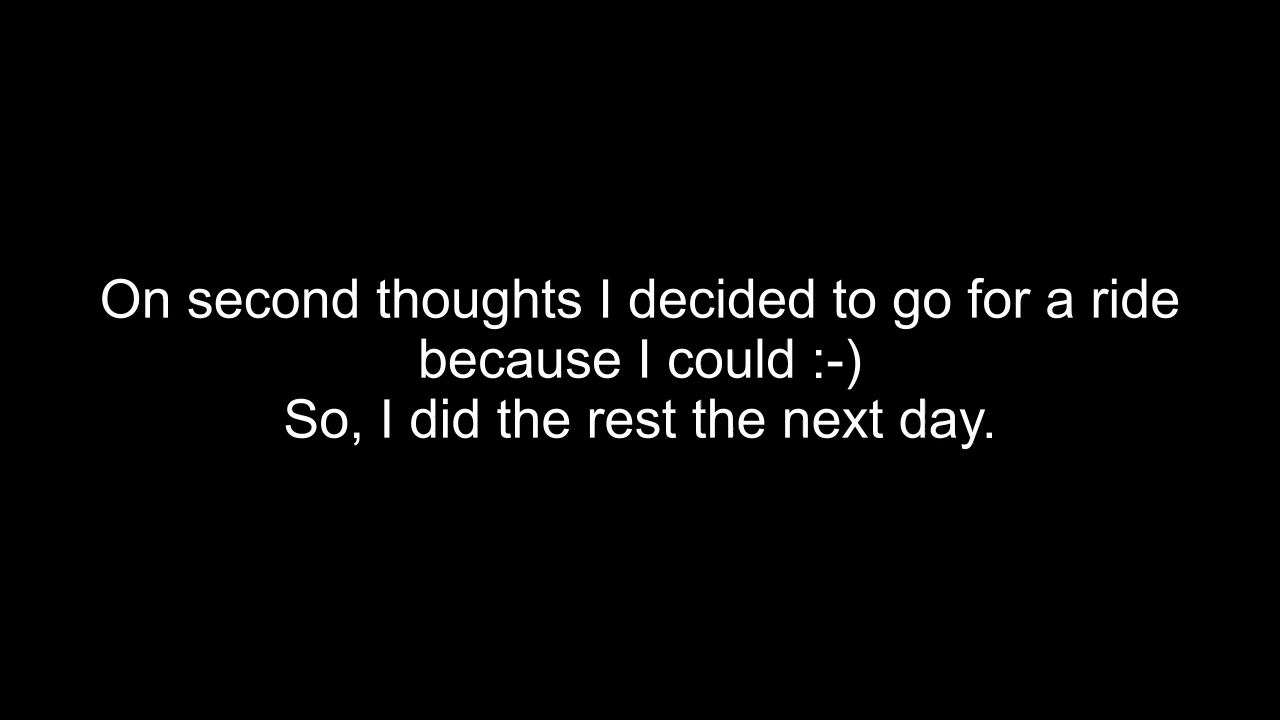 On second thoughts I decided to go for a ride
because I could :-)
So, I did the rest the next day.